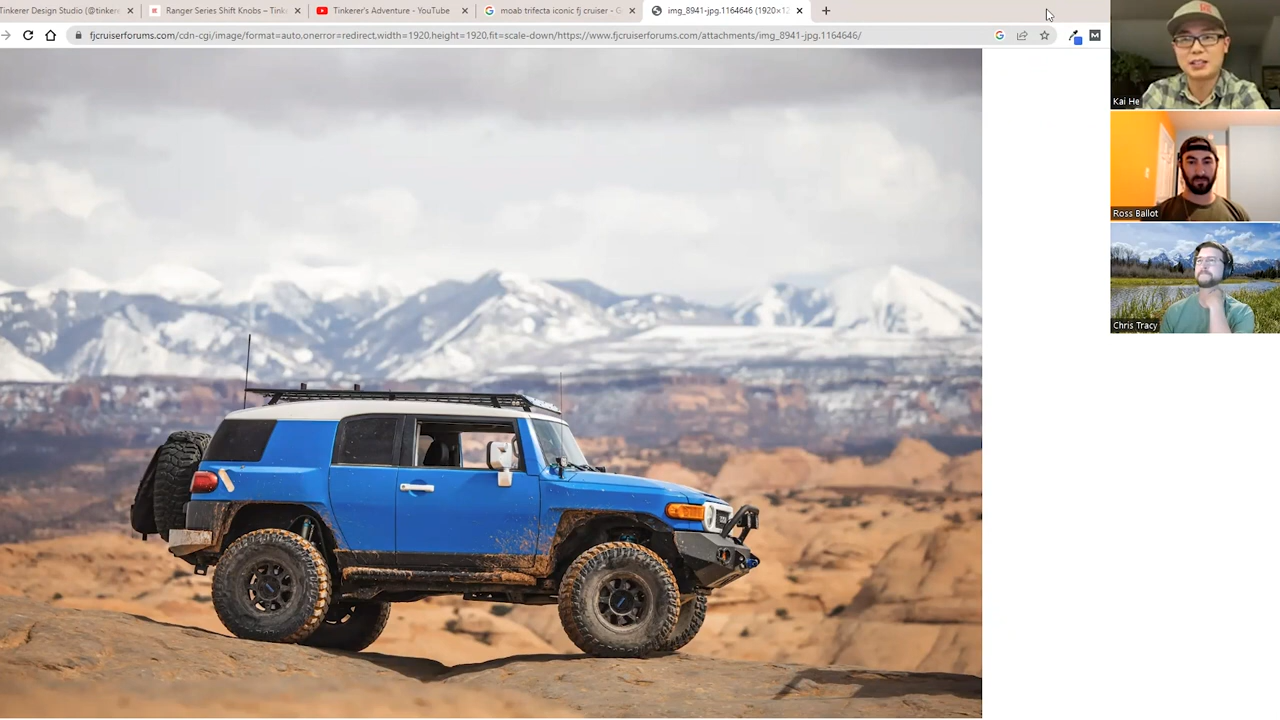 Tinkerer Design Studio (@tinker
Ranger Series Shift Knobs – Tink
Tinkerer's Adventure - YouTube
moab trifecta iconic fj cruiser - G
img_8941-jpg.1164646 (1920×12
fjcruiserforums.com/cdn-cgi/image/format=auto,onerror=redirect,width=1920,height=1920,fit=scale-down/https://www.fjcruiserforums.com/attachments/img_8941-jpg.1164646/
Kai He
Ross Ballot
Chris Tracy